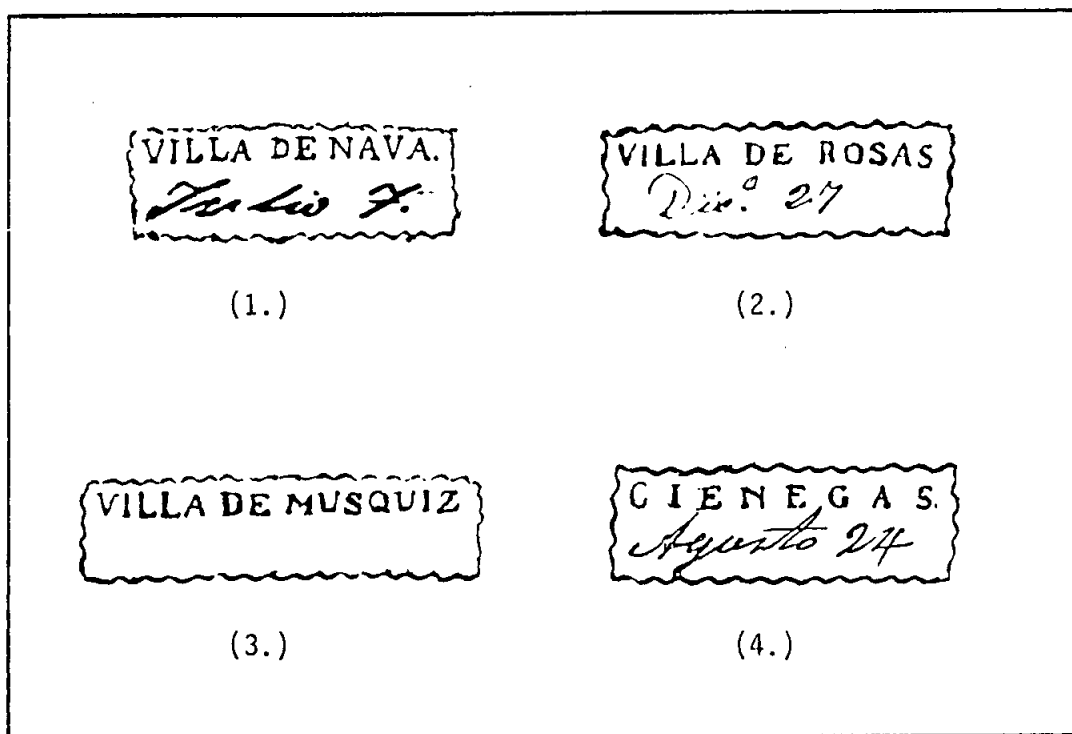 VILLA DE NAVA.
Julio 7.
(1.)
VILLA DE ROSAS
Dic.º 27
(2.)
VILLA DE MUSQUIZ
(3.)
CIENEGAS.
Agosto 24
(4.)